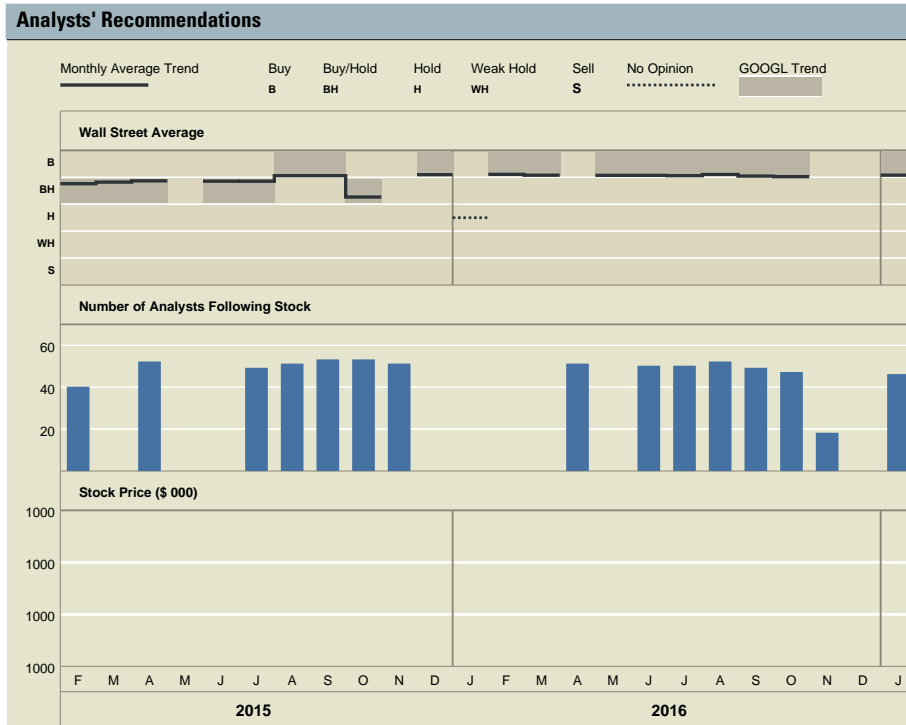 Analysts' Recommendations
Monthly Average Trend Buy Buy/Hold Hold Weak Hold Sell No Opinion GOOGL Trend
B BH H WH S
Wall Street Average
B
BH
H
WH
S
Number of Analysts Following Stock
60
40
20
Stock Price ($ 000)
1000
1000
1000
1000
F M A M J J A S O N D J F M A M J J A S O N D J
2015 2016